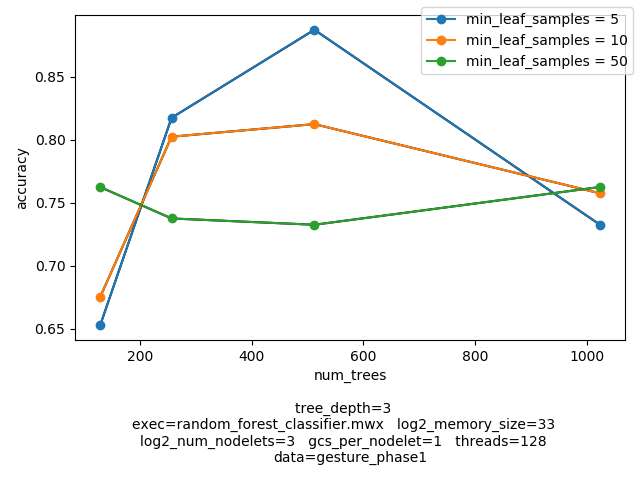 min_leaf_samples = 5
min_leaf_samples = 10
min_leaf_samples = 50
0.85
0.80
0.75
0.70
0.65
accuracy
200
400
600
800
1000
num_trees
tree_depth=3
exec=random_forest_classifier.mwx log2_memory_size=33
log2_num_nodelets=3 gcs_per_nodelet=1 threads=128
data=gesture_phase1